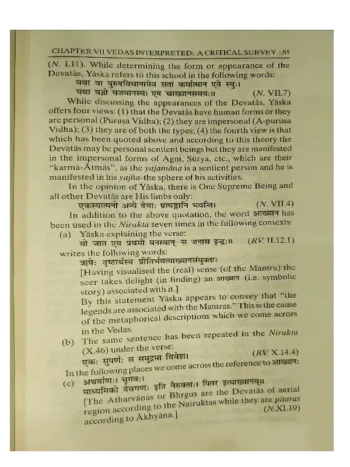 CHAPTER VII VEDAS INTERPRETED: A CRITICAL SURVEY : 65
(N. I.11). While determining the form or appearance of the
Devatās, Yāska refers to this school in the following words:
यथा वा पुरुषविधानामेव सतां कर्मात्मान एते स्युः।
यथा यज्ञो यजमानस्य। एष चाख्यानसमयः॥ (N. VII.7)
While discussing the appearances of the Devatās, Yāska
offers four views: (1) that the Devatās have human forms or they
are personal (Puruṣa Vidha); (2) they are impersonal (A-purusa
Vidha); (3) they are of both the types; (4) the fourth view is that
which has been quoted above and according to this theory the
Devatās may be personal sentient beings but they are manifested
in the impersonal forms of Agni, Sūrya, etc., which are their
"karma-Ātmās", as the yajamāna is a sentient person and he is
manifested in his yajña-the sphere of his activities.
In the opinion of Yāska, there is One Supreme Being and
all other Devatās are His limbs only:
एकस्यात्मनो अन्ये देवाः प्रत्यङ्गानि भवन्ति। (N. VII.4)
In addition to the above quotation, the word आख्यान has
been used in the Nirukta seven times in the following contexts:
(a) Yāska explaining the verse:
यो जात एव प्रथमो मनस्वान्- स जनास इन्द्रः॥ (RV. II.12.1)
writes the following words:
ऋषेः दृष्टार्थस्य प्रीतिर्भवत्याख्यानसंयुक्ता।
[Having visualised the (real) sense (of the Mantra) the
seer takes delight (in finding) an आख्यान (i.e. symbolic
story) associated with it.]
By this statement Yāska appears to convey that "the
legends are associated with the Mantras." This is the cause
of the metaphorical descriptions which we come across
in the Vedas.
(b) The same sentence has been repeated in the Nirukta
(X.46) under the verse:
एकः सुपर्णः स समुद्रमा विवेश। (RV. X.14.4)
In the following places we come across the reference to आख्यानः
(c) अथर्वाणः। भृगवः।
माध्यमिको देवगणः इति नैरुक्ताः। पितर इत्याख्यानम्॥
[The Atharvāṇas or Bhrgus are the Devatās of aerial
region according to the Nairuktas while they are pitaras
according to Ākhyāna.] (N.XI.19)